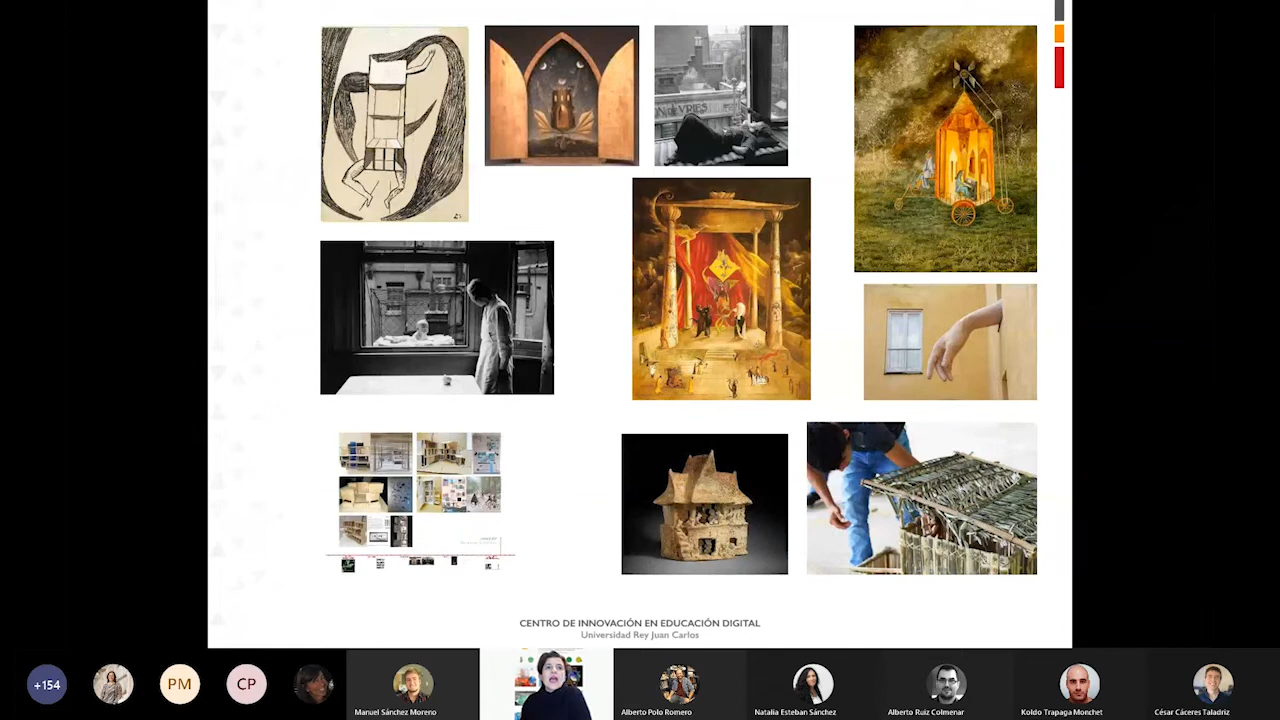 CENTRO DE INNOVACIÓN EN EDUCACIÓN DIGITAL
Universidad Rey Juan Carlos
+154
PM
CP
Manuel Sánchez Moreno
Alberto Polo Romero
Natalia Esteban Sánchez
Alberto Ruiz Colmenar
Koldo Trapaga Monchet
César Cáceres Taladriz